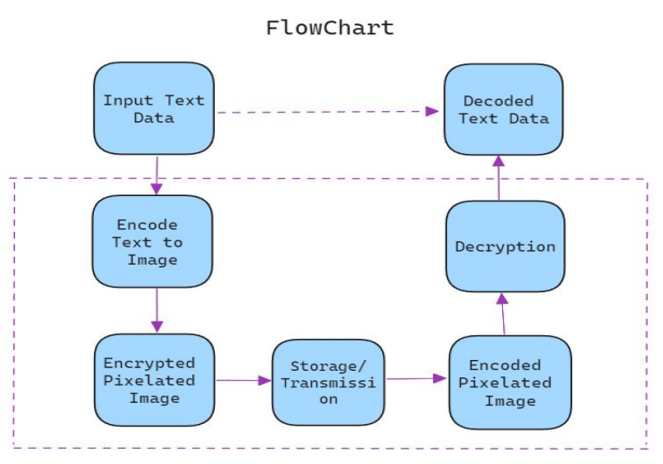 FlowChart
Input Text
Data
Decoded
Text Data
Encode
Text to
Image
Decryption
Encrypted
Pixelated
Image
Storage/
Transmissi
on
Encoded
Pixelated
Image